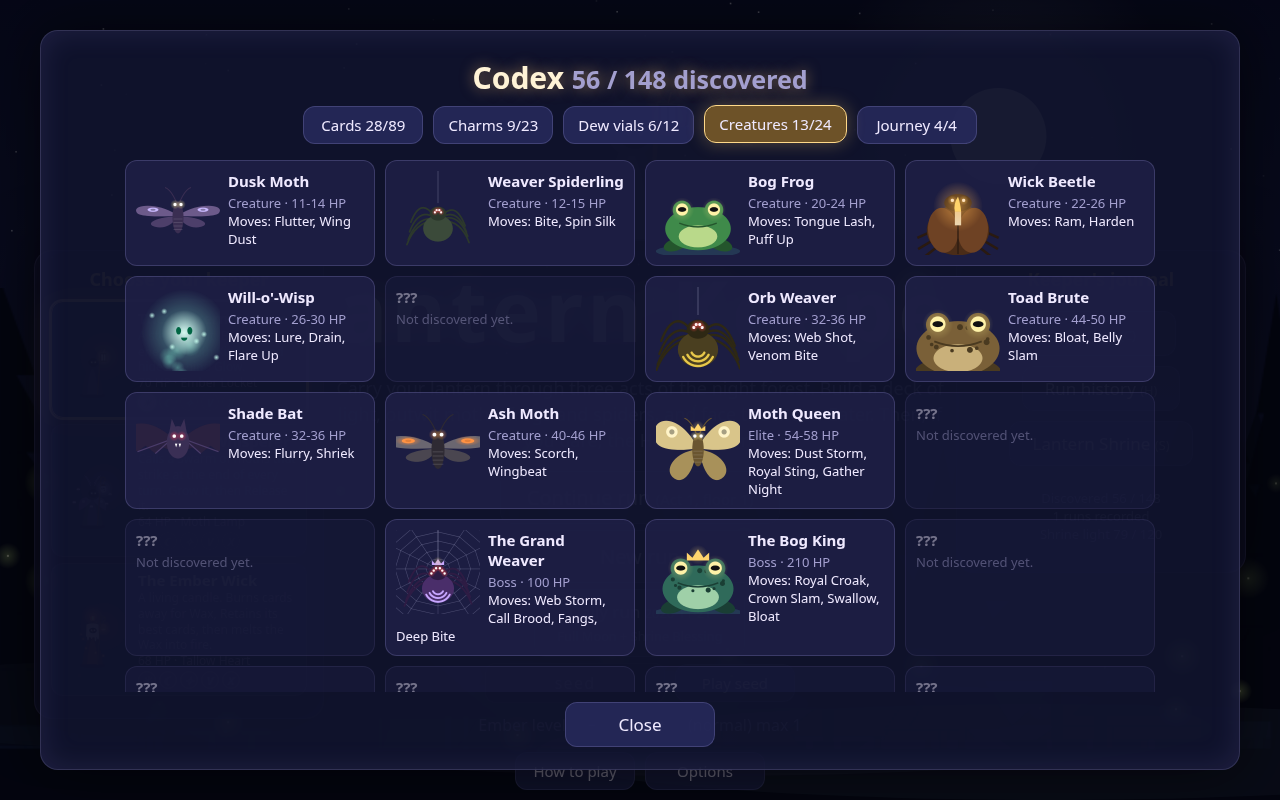 Codex 56 / 148 discovered
Cards 28/89
Charms 9/23
Dew vials 6/12
Creatures 13/24
Journey 4/4
Dusk Moth
Creature · 11-14 HP
Moves: Flutter, Wing
Dust
Weaver Spiderling
Creature · 12-15 HP
Moves: Bite, Spin Silk
Bog Frog
Creature · 20-24 HP
Moves: Tongue Lash,
Puff Up
Wick Beetle
Creature · 22-26 HP
Moves: Ram, Harden
Will-o'-Wisp
Creature · 26-30 HP
Moves: Lure, Drain,
Flare Up
???
Not discovered yet.
Orb Weaver
Creature · 32-36 HP
Moves: Web Shot,
Venom Bite
Toad Brute
Creature · 44-50 HP
Moves: Bloat, Belly
Slam
Shade Bat
Creature · 32-36 HP
Moves: Flurry, Shriek
Ash Moth
Creature · 40-46 HP
Moves: Scorch,
Wingbeat
Moth Queen
Elite · 54-58 HP
Moves: Dust Storm,
Royal Sting, Gather
Night
???
Not discovered yet.
???
Not discovered yet.
The Grand
Weaver
Boss · 100 HP
Moves: Web Storm,
Call Brood, Fangs,
Deep Bite
The Bog King
Boss · 210 HP
Moves: Royal Croak,
Crown Slam, Swallow,
Bloat
???
Not discovered yet.
???
???
???
???
Close
How to play
Options